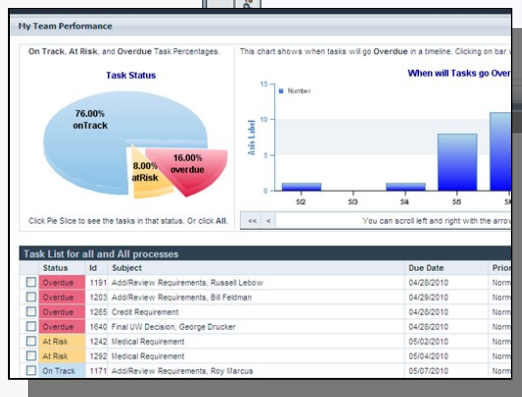 My Team Performance
On Track, At Risk, and Overdue Task Percentages.
This chart shows when tasks will go Overdue in a timeline. Clicking on bar
Task Status
When will Tasks go Over
76.00%
onTrack
8.00%
atRisk
16.00%
overdue
Number
Axis Label
15
10
5
0
5/2
5/3
5/4
5/5
Click Pie Slice to see the tasks in that status. Or click All.
<< <
You can scroll left and right with the arrow
Task List for all and All processes
Status Id Subject Due Date Prior
Overdue 1191 Add/Review Requirements, Russell Lebow 04/28/2010 Norm
Overdue 1203 Add/Review Requirements, Bill Feldman 04/29/2010 Norm
Overdue 1265 Credit Requirement 04/28/2010 Norm
Overdue 1640 Final UW Decision, George Drucker 04/28/2010 Norm
At Risk 1242 Medical Requirement 05/02/2010 Norm
At Risk 1292 Medical Requirement 05/04/2010 Norm
On Track 1171 Add/Review Requirements, Roy Marcus 05/07/2010 Norm